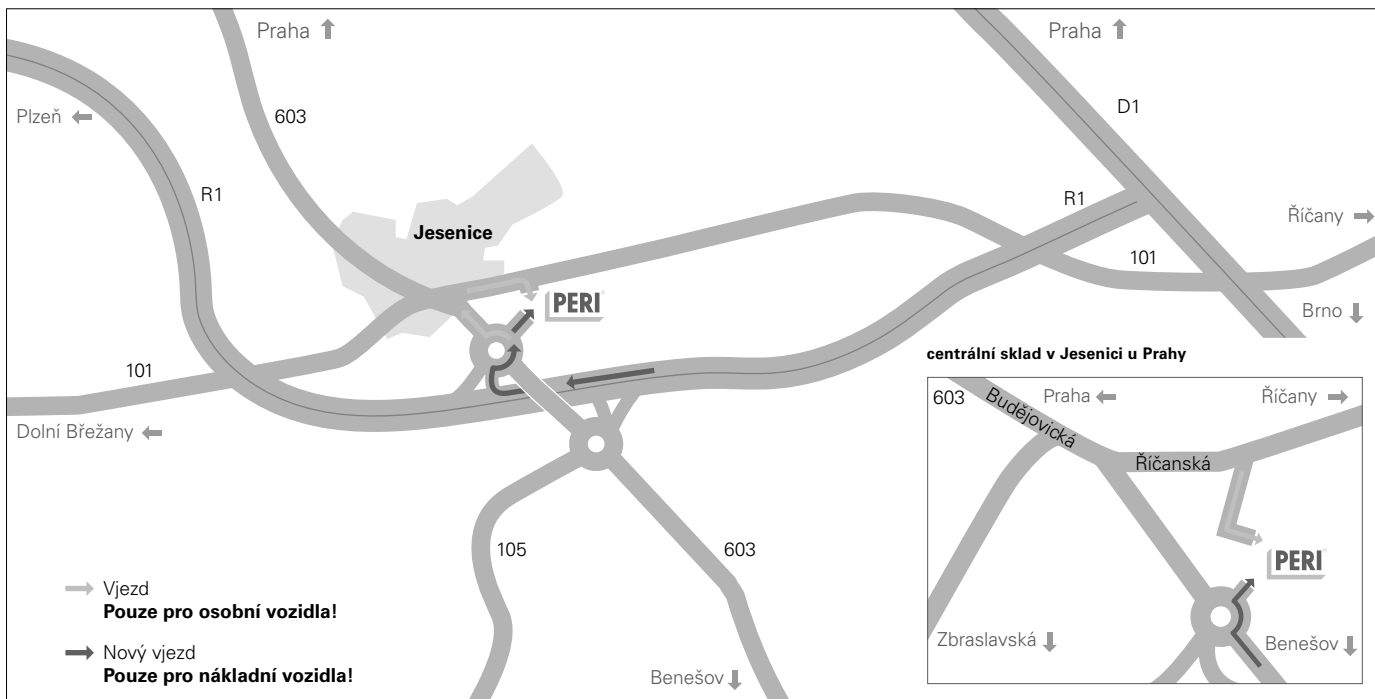 Praha
Praha
603
D1
Plzeň
R1
R1
Říčany
Jesenice
101
PERI
Brno
centrální sklad v Jesenici u Prahy
101
Dolní Břežany
603
Praha
Říčany
Budějovická
Říčanská
105
603
PERI
Vjezd
Pouze pro osobní vozidla!
Nový vjezd
Pouze pro nákladní vozidla!
Zbraslavská
Benešov
Benešov